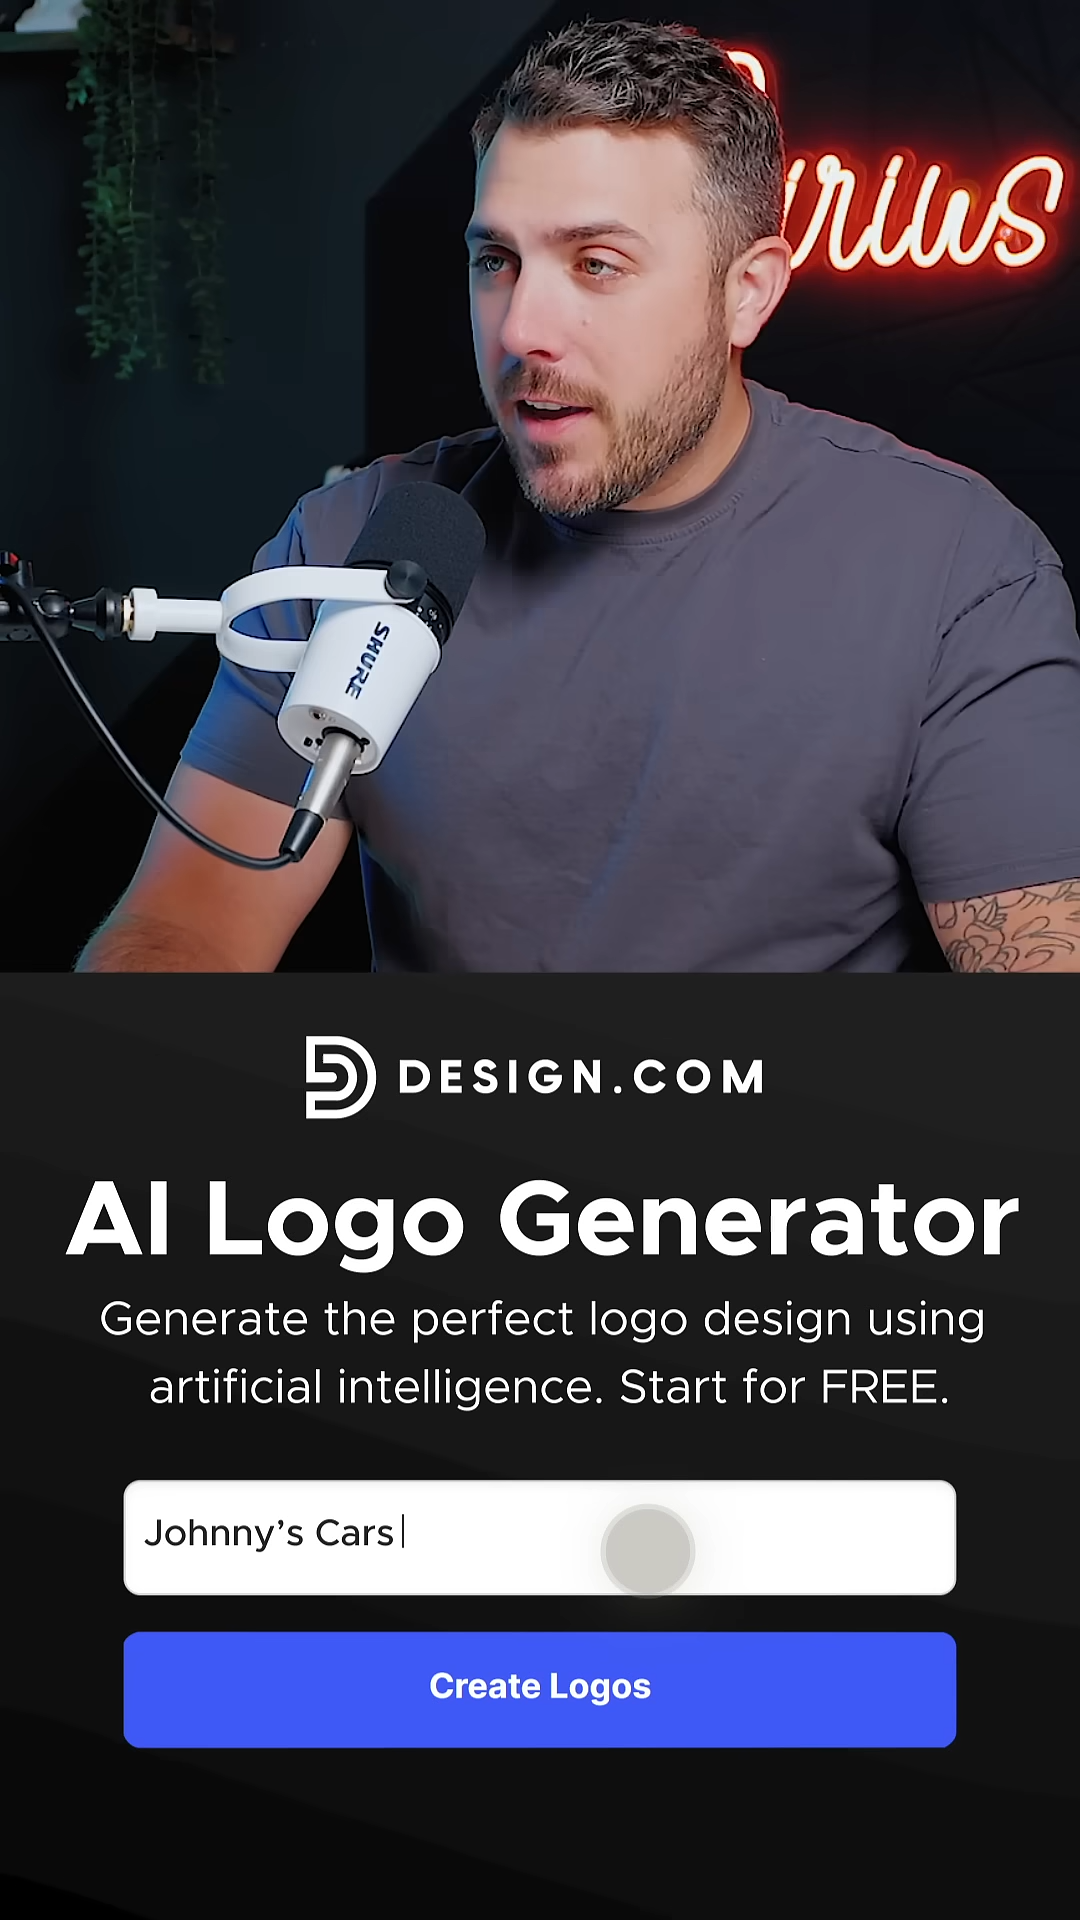 SHURE
DESIGN.COM
AI Logo Generator
Generate the perfect logo design using
artificial intelligence. Start for FREE.
Johnny’s Cars
Create Logos